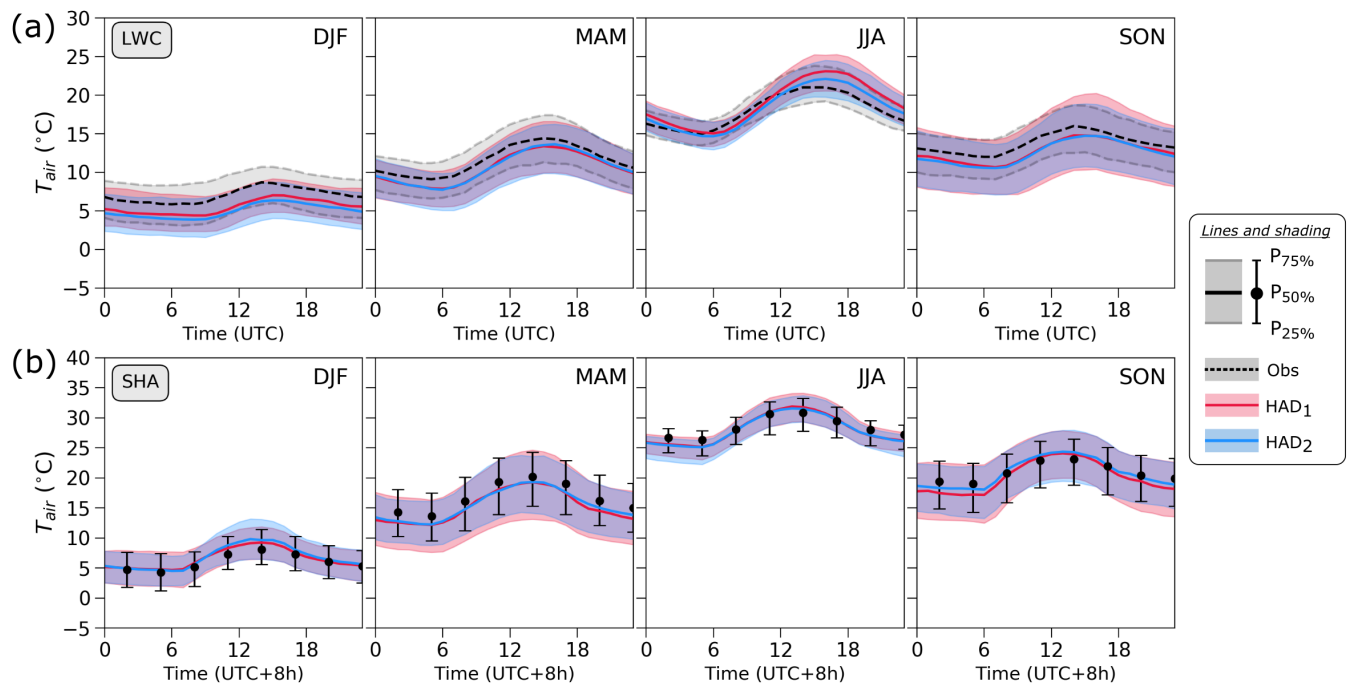 (a)
LWC
DJF
MAM
JJA
SON
T_air (°C)
30
25
20
15
10
5
0
−5
0 6 12 18
0 6 12 18
0 6 12 18
0 6 12 18
Time (UTC)
Time (UTC)
Time (UTC)
Time (UTC)
(b)
SHA
DJF
MAM
JJA
SON
T_air (°C)
40
35
30
25
20
15
10
5
0
−5
0 6 12 18
0 6 12 18
0 6 12 18
0 6 12 18
Time (UTC+8h)
Time (UTC+8h)
Time (UTC+8h)
Time (UTC+8h)
Lines and shading
P75%
P50%
P25%
Obs
HAD1
HAD2